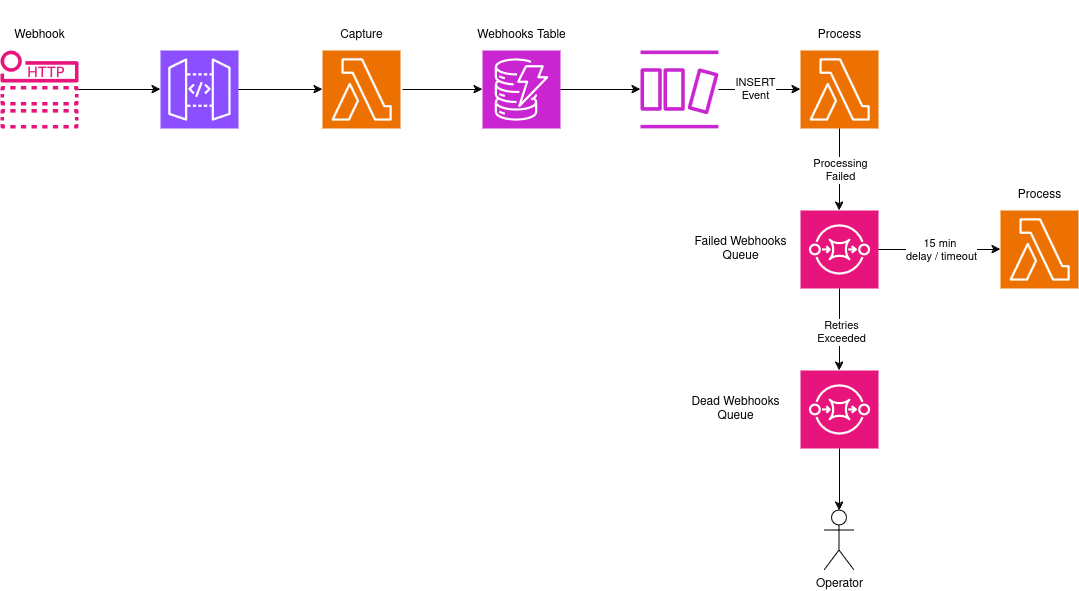 Webhook
Capture
Webhooks Table
Process
HTTP
</>
INSERT
Event
Processing
Failed
Process
Failed Webhooks
Queue
15 min
delay / timeout
Retries
Exceeded
Dead Webhooks
Queue
Operator